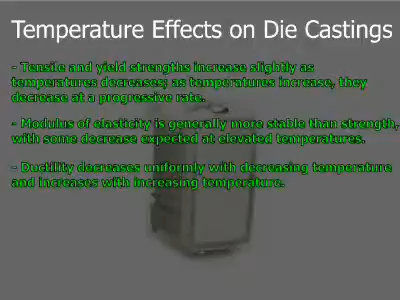 Temperature Effects on Die Castings
- Tensile and yield strengths increase slightly as
temperatures decreases; as temperatures increase, they
decrease at a progressive rate.
- Modulus of elasticity is generally more stable than strength,
with some decrease expected at elevated temperatures.
- Ductility decreases uniformly with decreasing temperature
and increases with increasing temperature.